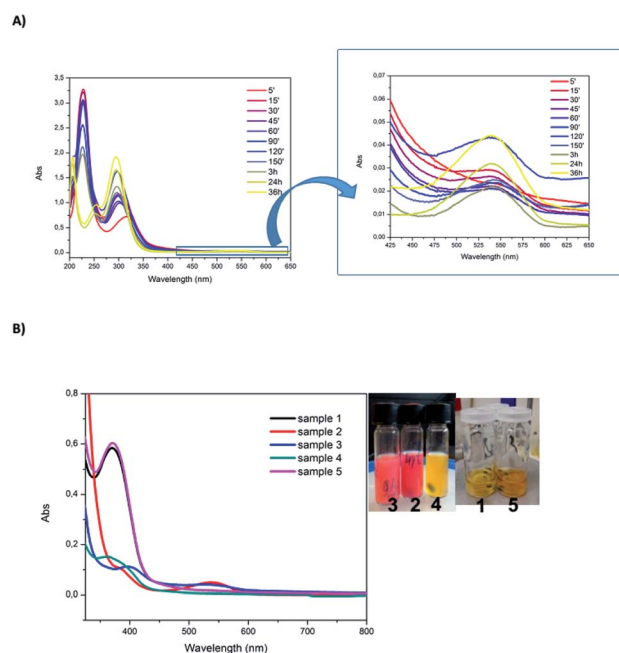 A)
3,5
3,0
2,5
2,0
1,5
1,0
0,5
0,0
Abs
200 250 300 350 400 450 500 550 600 650
Wavelength (nm)
5'
15'
30'
45'
60'
90'
120'
150'
3h
24h
36h
0.07
0.06
0.05
0.04
0.03
0.02
0.01
0.00
Abs
425 450 475 500 525 550 575 600 625 650
Wavelength (nm)
5'
15'
30'
45'
60'
90'
120'
150'
3h
24h
36h
B)
0,8
0,6
0,4
0,2
0,0
Abs
400 500 600 700 800
Wavelength (nm)
sample 1
sample 2
sample 3
sample 4
sample 5
3 2 4
1 5